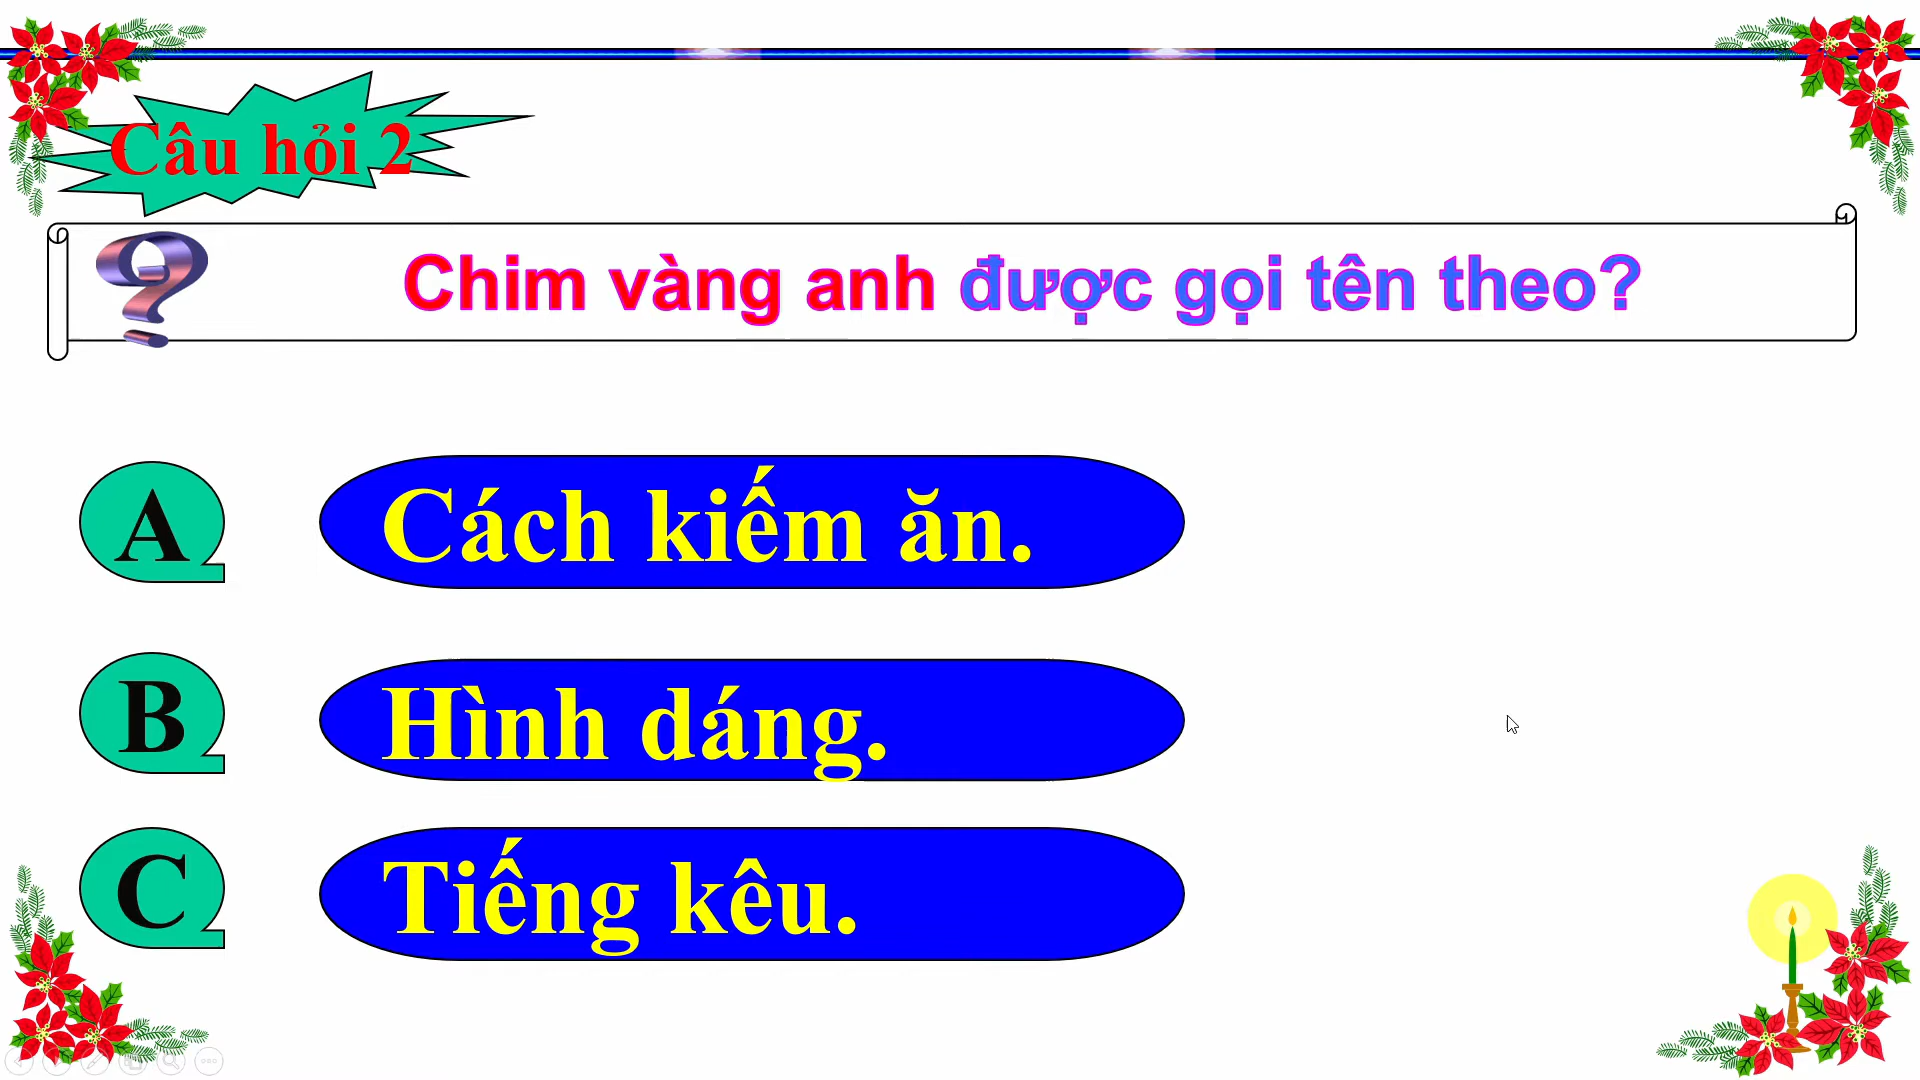 Câu hỏi 2
Chim vàng anh được gọi tên theo?
A
Cách kiếm ăn.
B
Hình dáng.
C
Tiếng kêu.